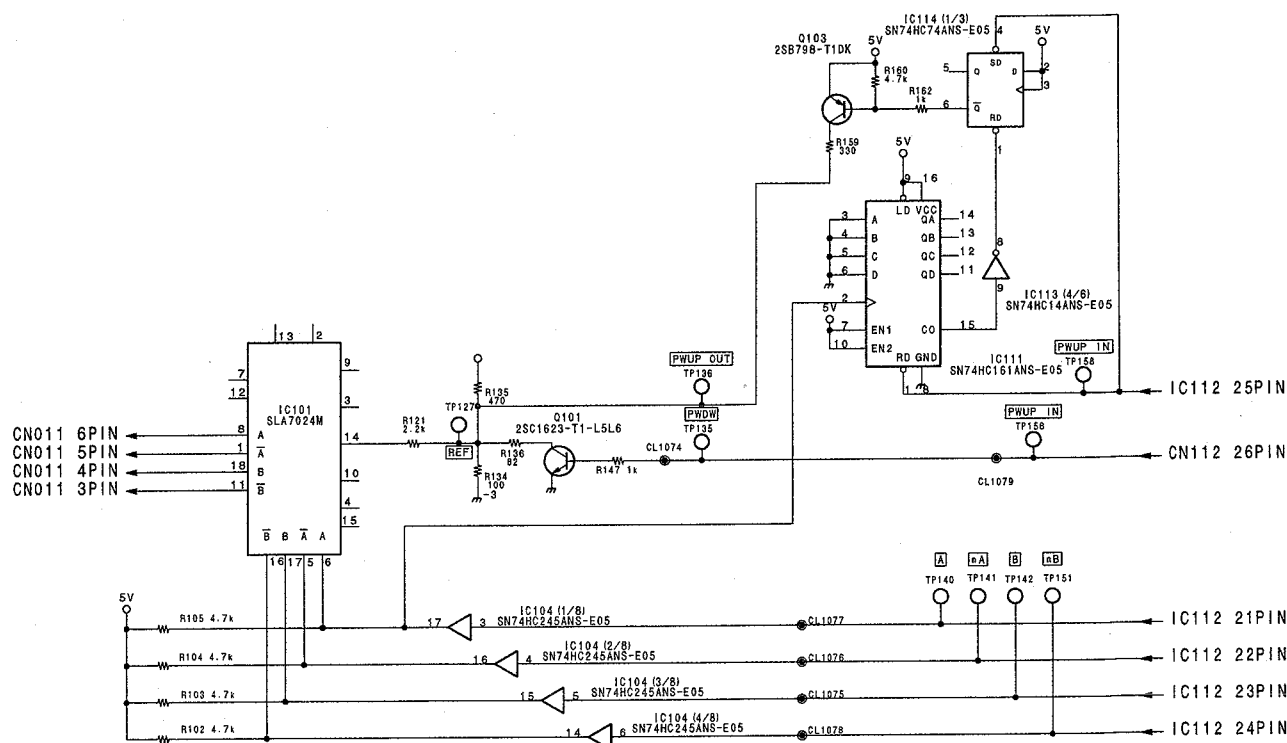 IC114 (1/3)
SN74HC74ANS-E05
4
5V
Q103
2SB798-T1DK
5V
R160
4.7k
R162
1k
5
Q
SD
D
2
3
6
Q
RD
1
R159
330
5V
9
16
LD VCC
3 A QA 14
4 B QB 13
5 C QC 12
6 D QD 11
2
5V
7 EN1 CO 15
10 EN2
RD GND
1 8
8
9
IC113 (4/6)
SN74HC14ANS-E05
IC111
SN74HC161ANS-E05
PWUP IN
TP158
IC112 25PIN
PWUP OUT
TP136
PWDW
TP135
PWUP IN
TP158
CN112 26PIN
13 2
7
12
9
3
IC101
SLA7024M
14
10
4
15
CN011 6PIN 8 A
CN011 5PIN 1 A
CN011 4PIN 18 B
CN011 3PIN 11 B
B B A A
16 17 5 6
R121
2.2k
TP127
REF
R135
470
R136
82
R134
100
-3
Q101
2SC1623-T1-L5L6
R147 1k
CL1074
CL1079
A nA B nB
TP140 TP141 TP142 TP151
5V
R105 4.7k 17 3 IC104 (1/8)
SN74HC245ANS-E05
CL1077
IC112 21PIN
R104 4.7k 16 4 IC104 (2/8)
SN74HC245ANS-E05
CL1076
IC112 22PIN
R103 4.7k 15 5 IC104 (3/8)
SN74HC245ANS-E05
CL1075
IC112 23PIN
R102 4.7k 14 6 IC104 (4/8)
SN74HC245ANS-E05
CL1078
IC112 24PIN